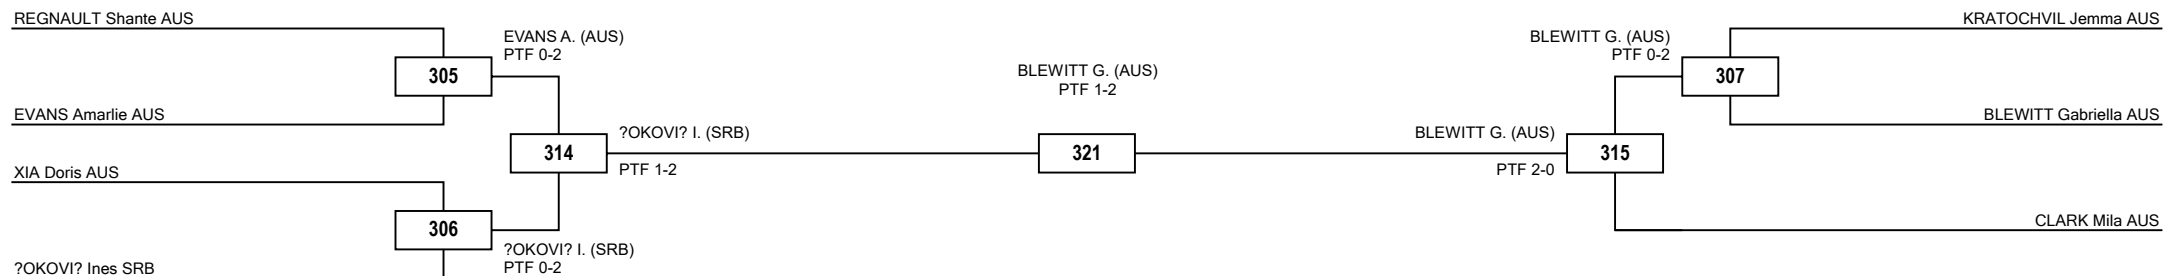 REGNAULT Shante AUS
KRATOCHVIL Jemma AUS
EVANS A. (AUS)
PTF 0-2
BLEWITT G. (AUS)
PTF 0-2
305
307
BLEWITT G. (AUS)
PTF 1-2
EVANS Amarlie AUS
BLEWITT Gabriella AUS
?OKOVI? I. (SRB)
BLEWITT G. (AUS)
314
321
315
PTF 1-2
PTF 2-0
XIA Doris AUS
CLARK Mila AUS
306
?OKOVI? I. (SRB)
PTF 0-2
?OKOVI? Ines SRB